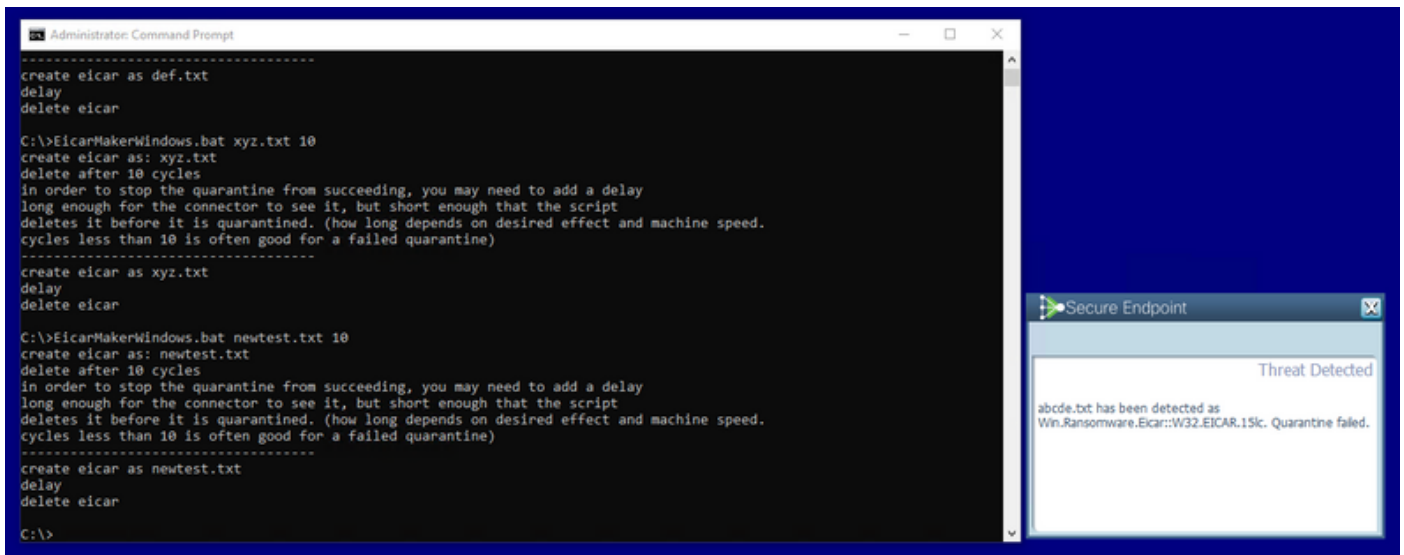 Administrator: Command Prompt
------------------------------------
create eicar as def.txt
delay
delete eicar
C:\>EicarMakerWindows.bat xyz.txt 10
create eicar as: xyz.txt
delete after 10 cycles
in order to stop the quarantine from succeeding, you may need to add a delay
long enough for the connector to see it, but short enough that the script
deletes it before it is quarantined. (how long depends on desired effect and machine speed.
cycles less than 10 is often good for a failed quarantine)
------------------------------------
create eicar as xyz.txt
delay
delete eicar
C:\>EicarMakerWindows.bat newtest.txt 10
create eicar as: newtest.txt
delete after 10 cycles
in order to stop the quarantine from succeeding, you may need to add a delay
long enough for the connector to see it, but short enough that the script
deletes it before it is quarantined. (how long depends on desired effect and machine speed.
cycles less than 10 is often good for a failed quarantine)
------------------------------------
create eicar as newtest.txt
delay
delete eicar
C:\>
Secure Endpoint
Threat Detected
abcde.txt has been detected as
Win.Ransomware.Eicar::W32.EICAR.15lc. Quarantine failed.